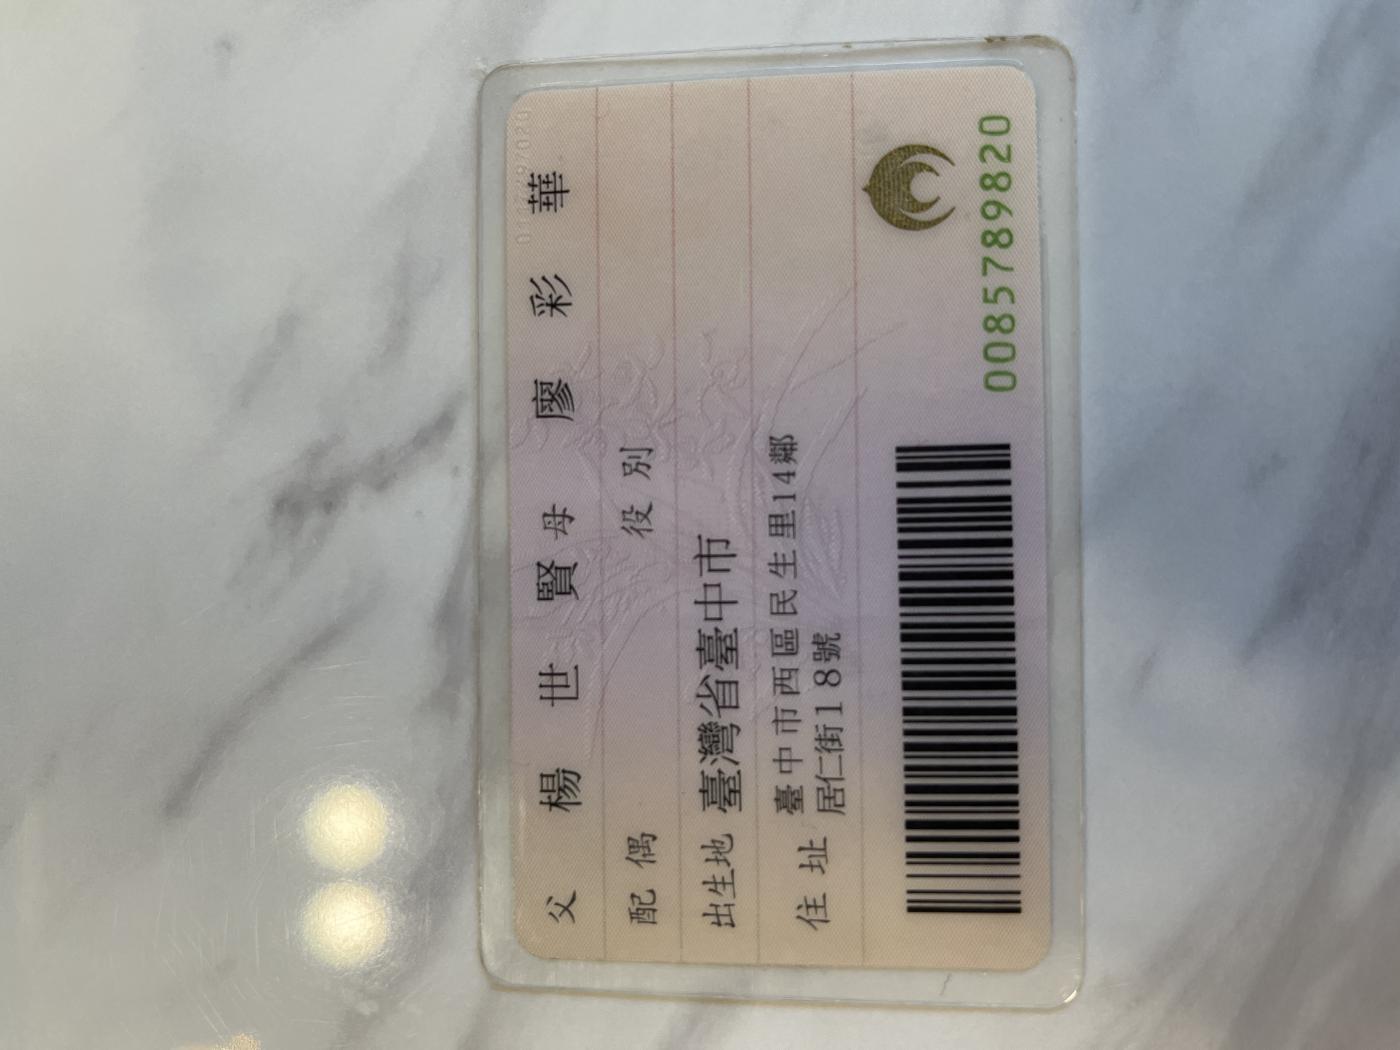 父 楊世賢 母 廖彩華
配偶 役別
出生地 臺灣省臺中市
住址 臺中市西區民生里14鄰
居仁街18號
0085789820